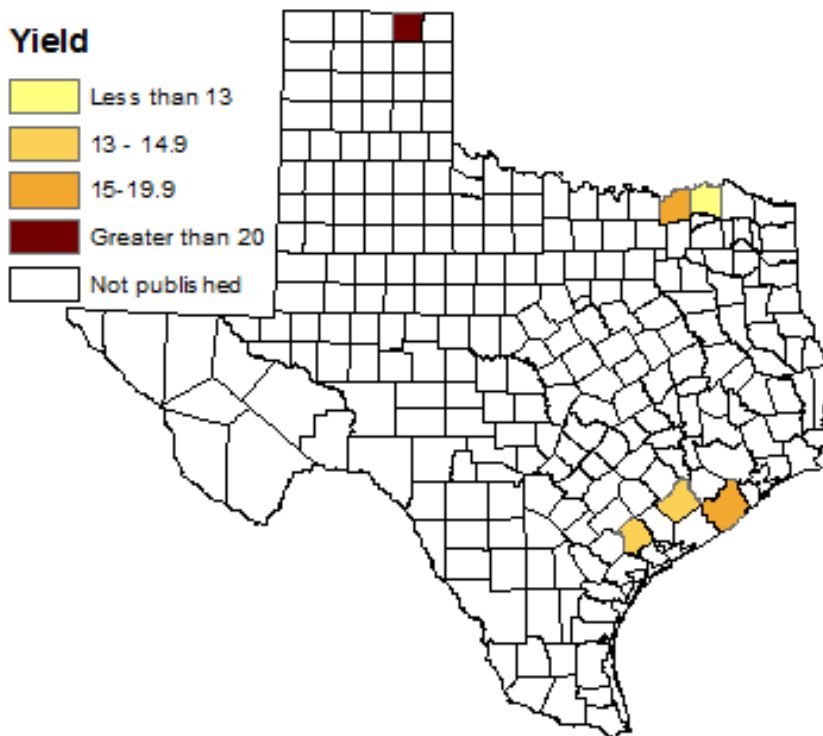 Yield
Less than 13
13 - 14.9
15-19.9
Greater than 20
Not published